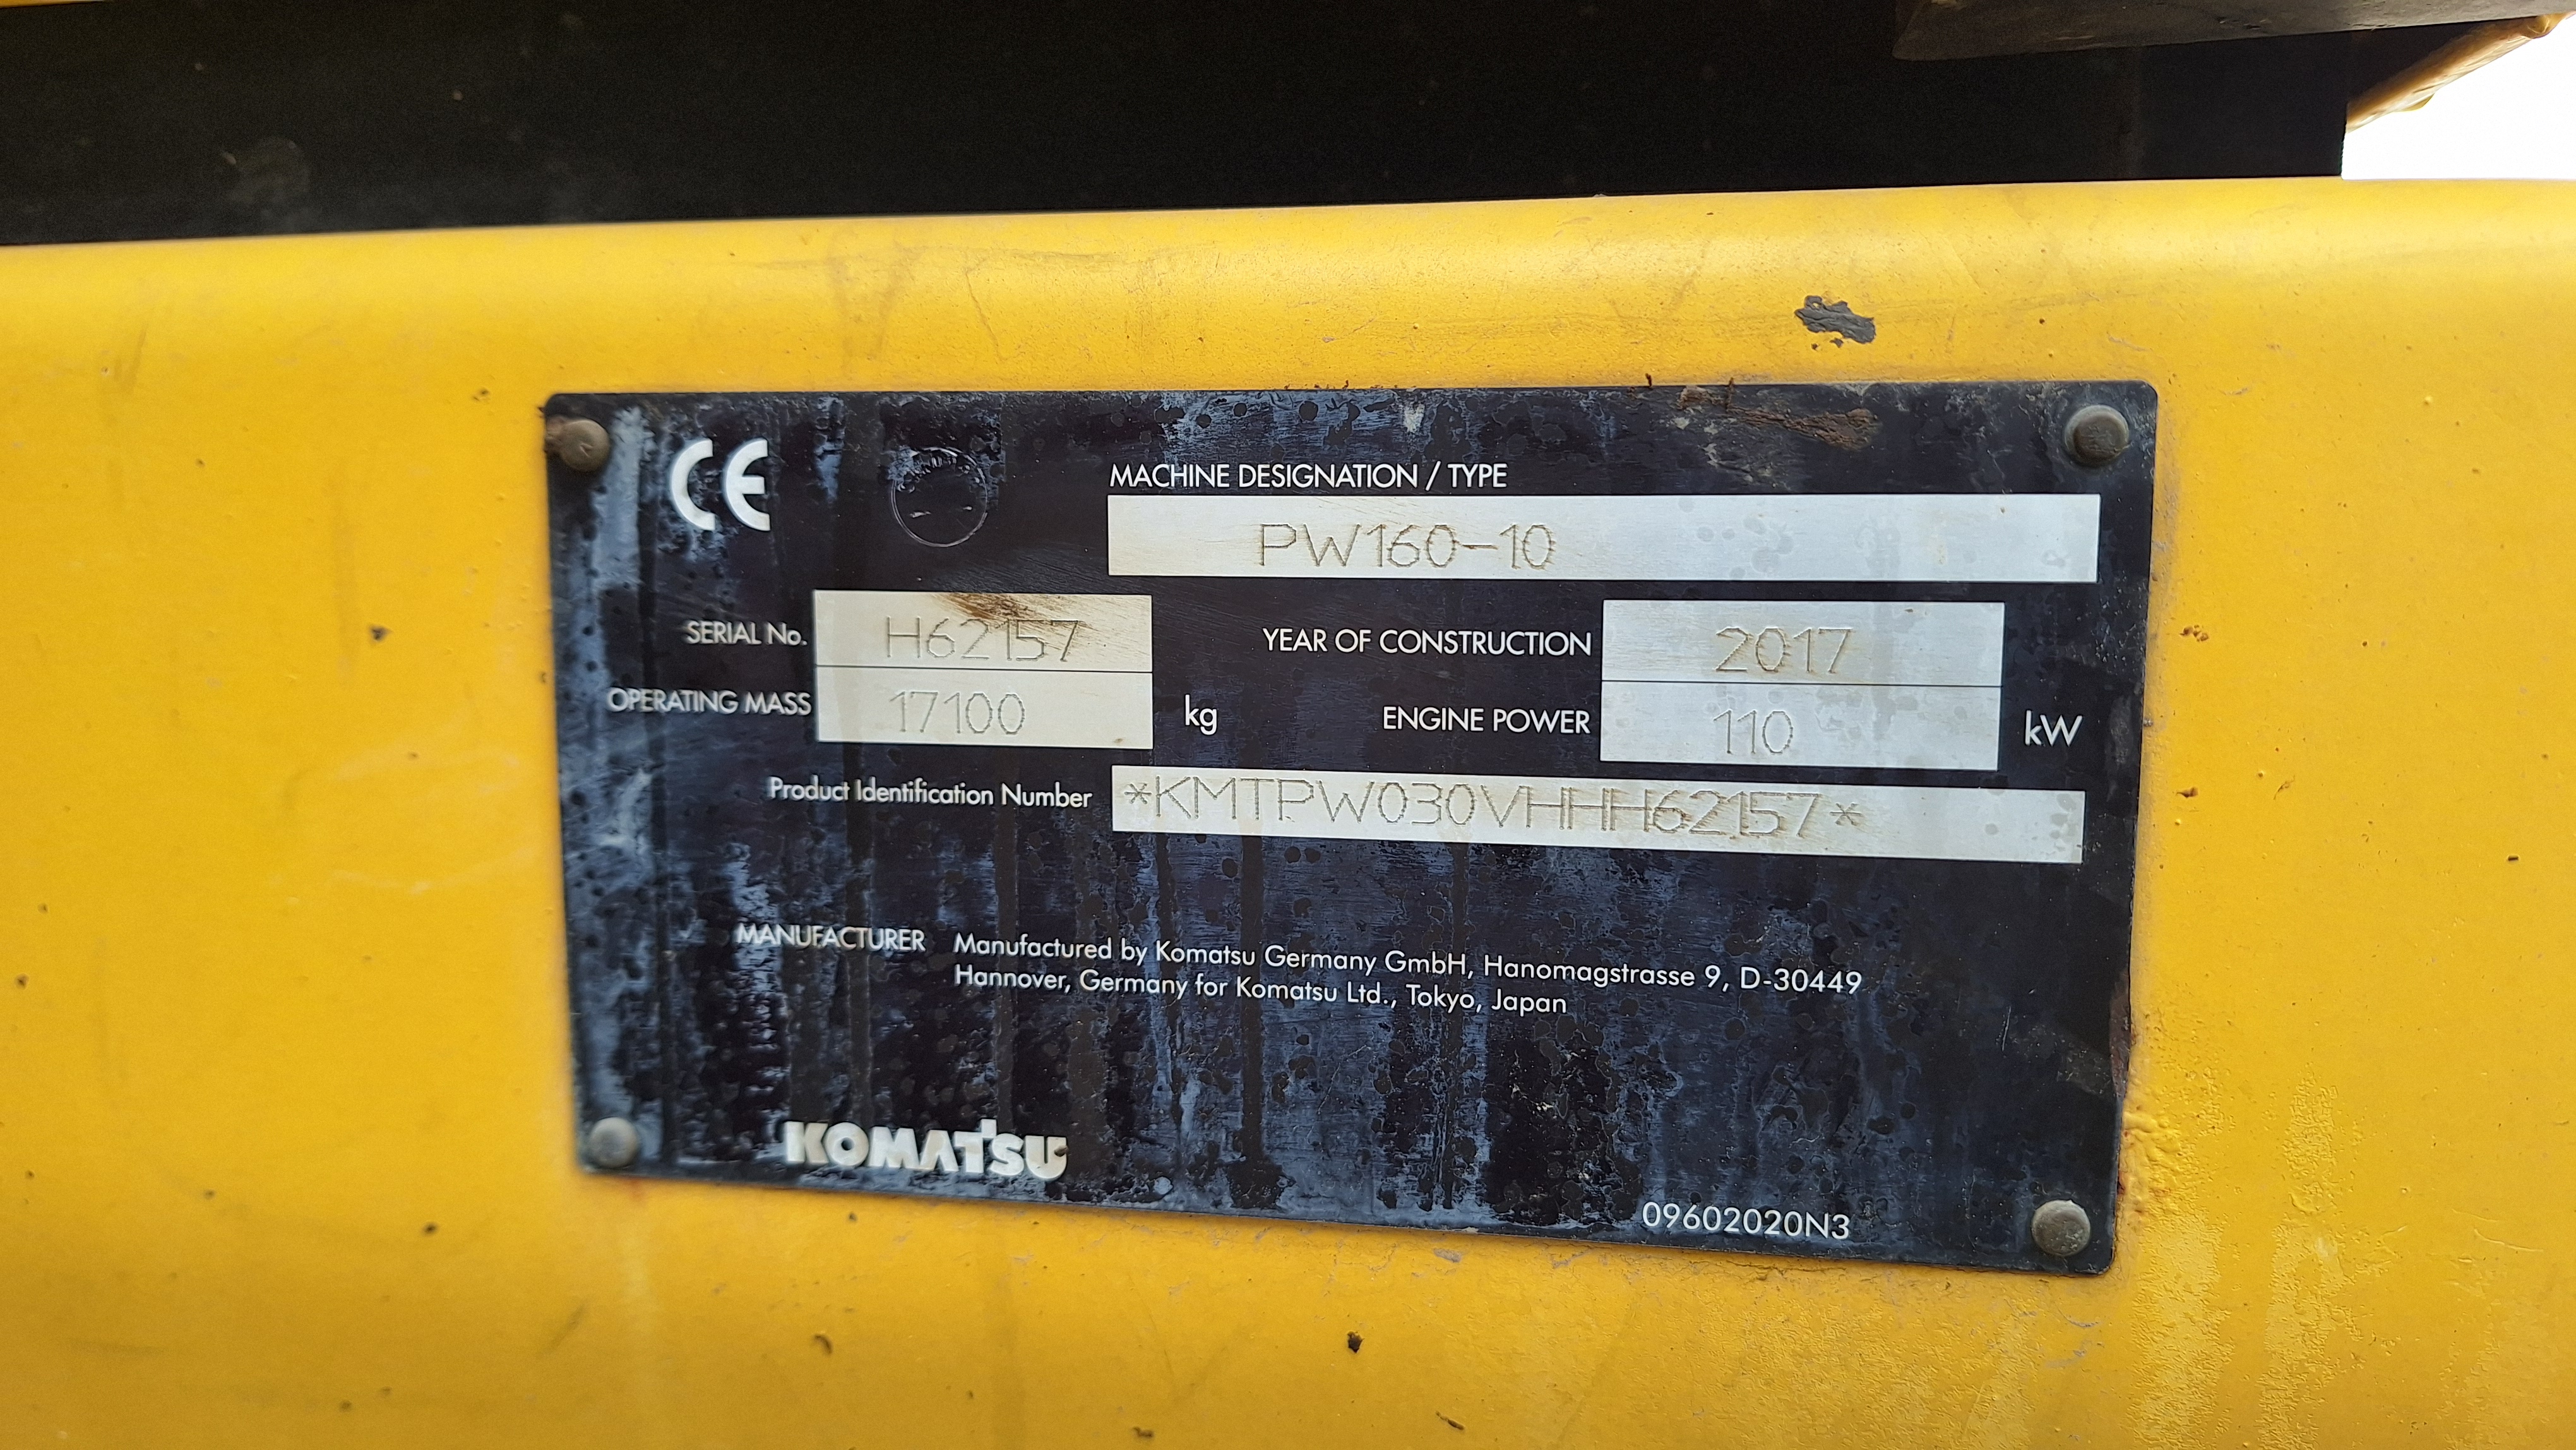 CE
MACHINE DESIGNATION / TYPE
PW160-10
SERIAL No. H62157
YEAR OF CONSTRUCTION 2017
OPERATING MASS 17100 kg
ENGINE POWER 110 kW
Product Identification Number *KMTPW030VHHH62157*
MANUFACTURER Manufactured by Komatsu Germany GmbH, Hanomagstrasse 9, D-30449
Hannover, Germany for Komatsu Ltd., Tokyo, Japan
KOMATSU
09602020N3